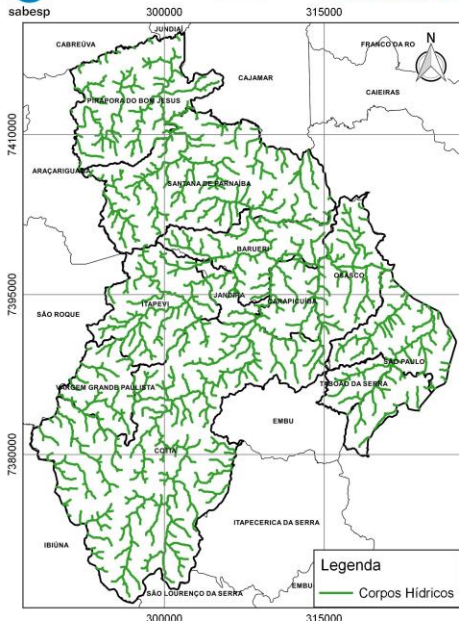 sabesp
300000 315000
JUNDIAÍ
CABREÚVA
FRANCO DA RO
CAJAMAR
CAIEIRAS
PIRAPORA DO BON JESUS
7410000
ARAÇARIGUAMA
SANTANA DE PARNAÍBA
BARUERI
OSASCO
7395000
JANDIRA
ITAPEVI
CARAPICUÍBA
SÃO ROQUE
SÃO PAULO
VARGEM GRANDE PAULISTA
TABOÃO DA SERRA
EMBU
7380000
COTIA
ITAPECERICA DA SERRA
IBIÚNA
Legenda
Corpos Hídricos
EMBU
SÃO LOURENÇO DA SERRA
300000 315000